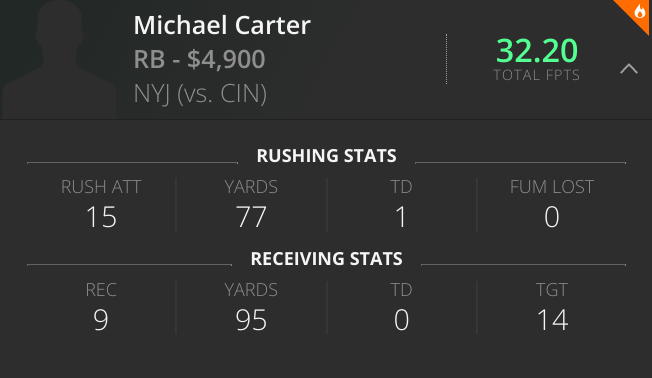 Michael Carter
RB - $4,900
NYJ (vs. CIN)
32.20
TOTAL FPTS
RUSHING STATS
RUSH ATT YARDS TD FUM LOST
15 77 1 0
RECEIVING STATS
REC YARDS TD TGT
9 95 0 14